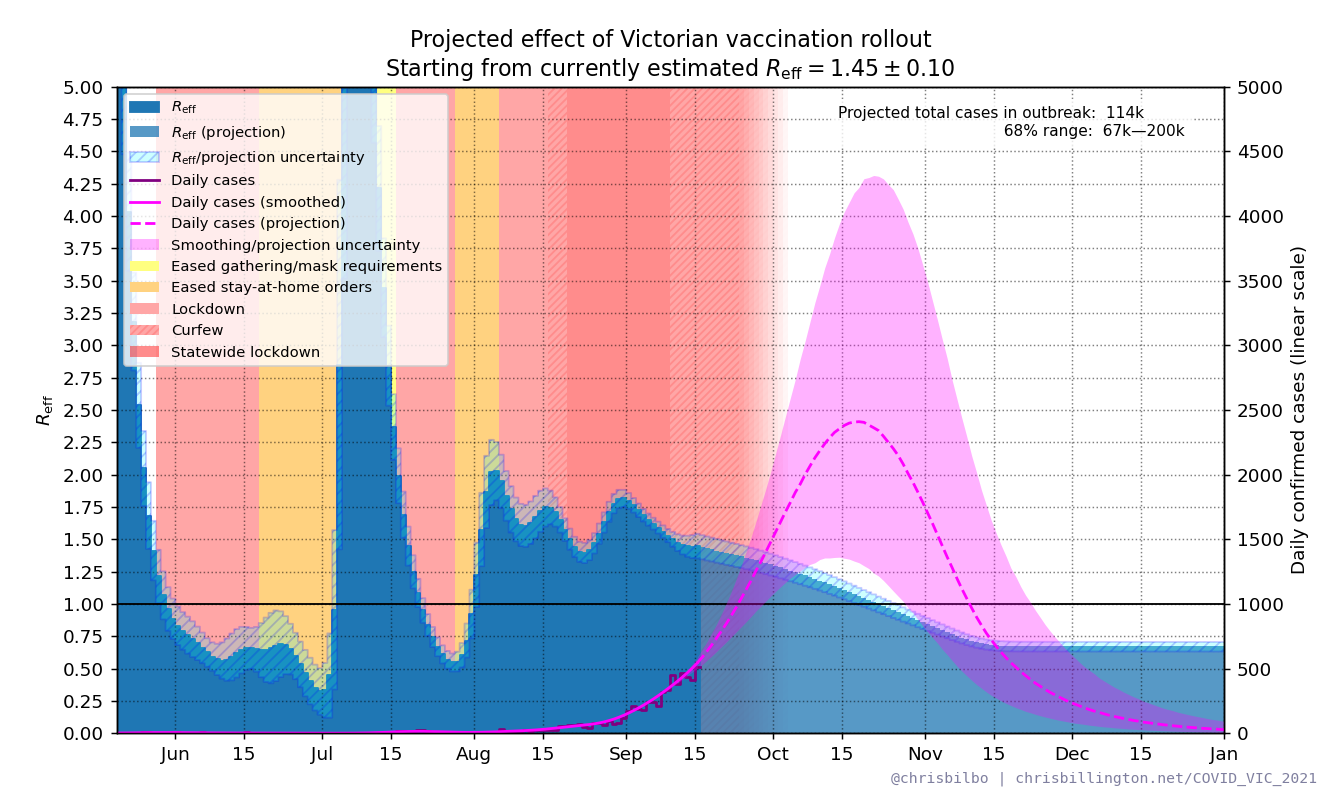 Projected effect of Victorian vaccination rollout
Starting from currently estimated R_eff = 1.45 ± 0.10
Projected total cases in outbreak: 114k
68% range: 67k—200k
R_eff
R_eff (projection)
R_eff/projection uncertainty
Daily cases
Daily cases (smoothed)
Daily cases (projection)
Smoothing/projection uncertainty
Eased gathering/mask requirements
Eased stay-at-home orders
Lockdown
Curfew
Statewide lockdown
R_eff
5.00
4.75
4.50
4.25
4.00
3.75
3.50
3.25
3.00
2.75
2.50
2.25
2.00
1.75
1.50
1.25
1.00
0.75
0.50
0.25
0.00
5000
4500
4000
3500
3000
2500
2000
1500
1000
500
0
Daily confirmed cases (linear scale)
Jun 15 Jul 15 Aug 15 Sep 15 Oct 15 Nov 15 Dec 15 Jan
@chrisbilbo | chrisbillington.net/COVID_VIC_2021